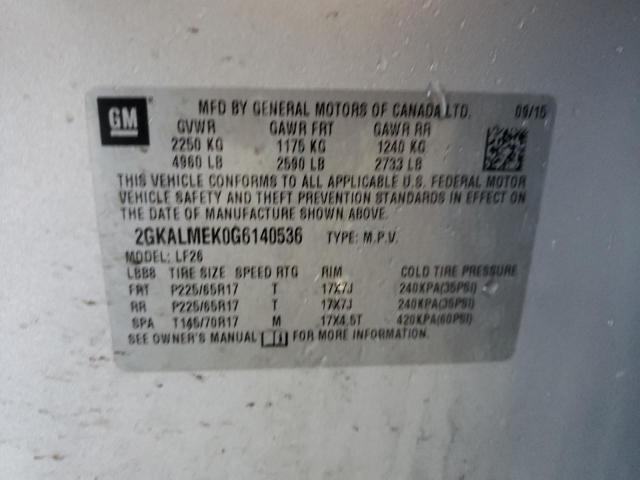 GM
MFD BY GENERAL MOTORS OF CANADA LTD. 09/15
GVWR GAWR FRT GAWR RR
2250 KG 1175 KG 1240 KG
4960 LB 2590 LB 2733 LB
THIS VEHICLE CONFORMS TO ALL APPLICABLE U.S. FEDERAL MOTOR
VEHICLE SAFETY AND THEFT PREVENTION STANDARDS IN EFFECT ON
THE DATE OF MANUFACTURE SHOWN ABOVE.
2GKALMEK0G6140536 TYPE: M.P.V.
MODEL: LF26
LBB8 TIRE SIZE SPEED RTG RIM COLD TIRE PRESSURE
FRT P225/65R17 T 17X7J 240KPA(35PSI)
RR P225/65R17 T 17X7J 240KPA(35PSI)
SPA T145/70R17 M 17X4.5T 420KPA(60PSI)
SEE OWNER'S MANUAL FOR MORE INFORMATION.